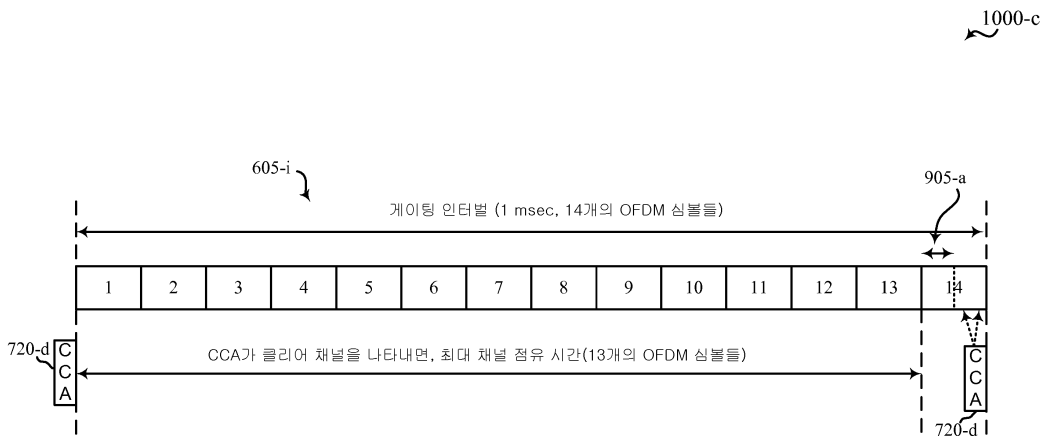 1000-c
605-i
905-a
게이팅 인터벌 (1 msec, 14개의 OFDM 심볼들)
1 2 3 4 5 6 7 8 9 10 11 12 13 14
720-d
CCA
CCA가 클리어 채널을 나타내면, 최대 채널 점유 시간(13개의 OFDM 심볼들)
CCA
720-d